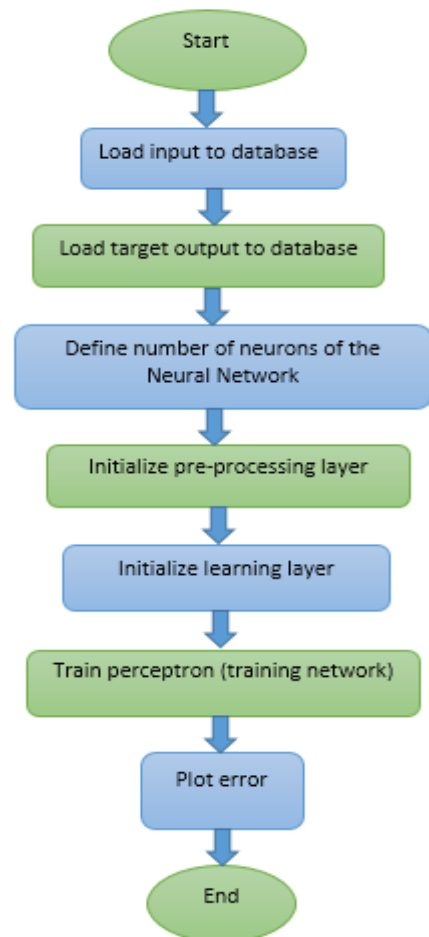 Start
Load input to database
Load target output to database
Define number of neurons of the
Neural Network
Initialize pre-processing layer
Initialize learning layer
Train perceptron (training network)
Plot error
End